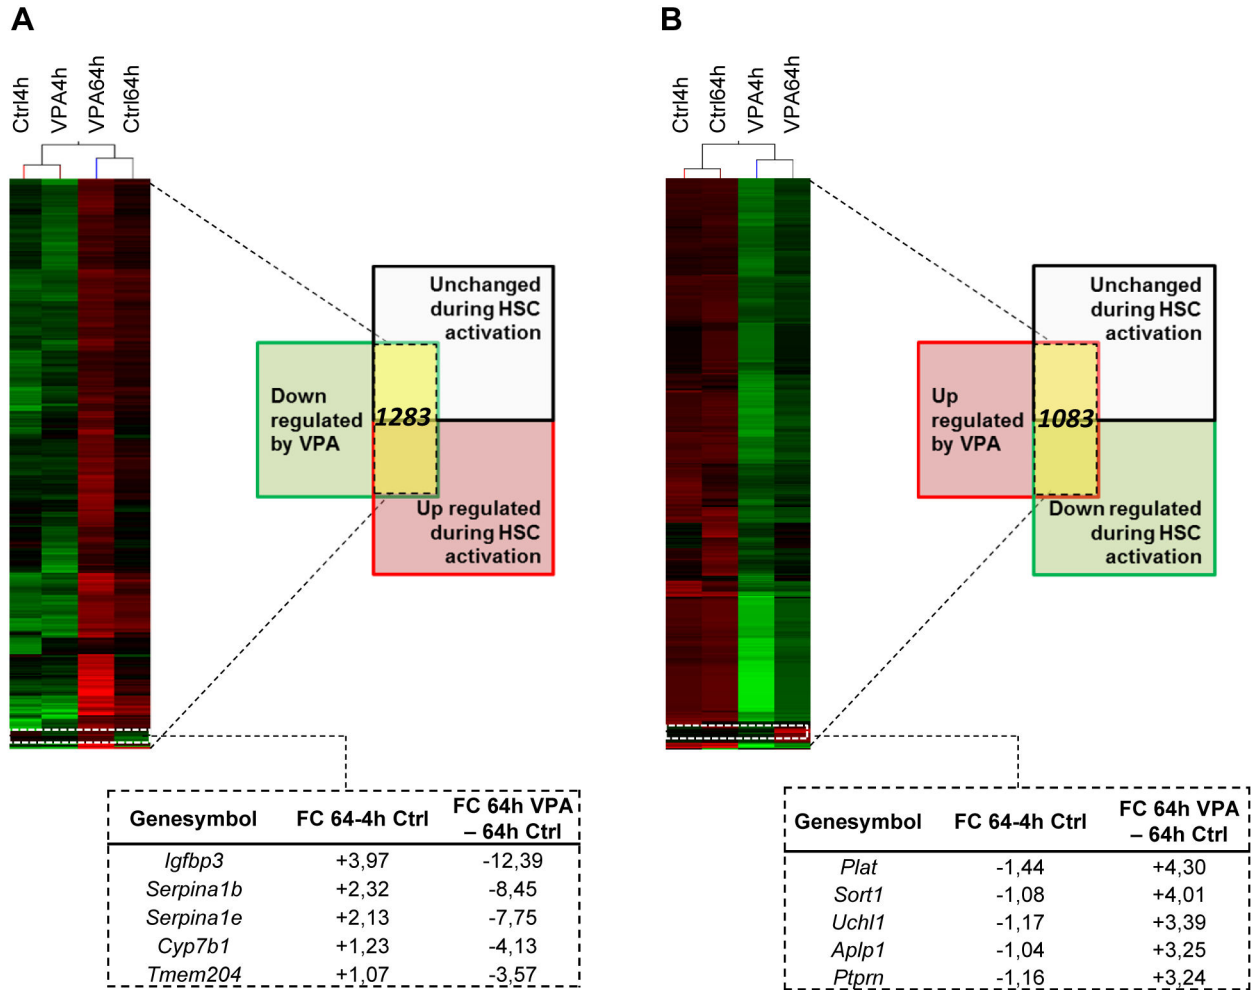 A
Ctrl4h
VPA4h
VPA64h
Ctrl64h
Unchanged
during HSC
activation
Down
regulated
by VPA
1283
Up regulated
during HSC
activation
Genesymbol FC 64-4h Ctrl FC 64h VPA
– 64h Ctrl
Igfbp3 +3,97 -12,39
Serpina1b +2,32 -8,45
Serpina1e +2,13 -7,75
Cyp7b1 +1,23 -4,13
Tmem204 +1,07 -3,57
B
Ctrl4h
Ctrl64h
VPA4h
VPA64h
Unchanged
during HSC
activation
Up
regulated
by VPA
1083
Down regulated
during HSC
activation
Genesymbol FC 64-4h Ctrl FC 64h VPA
– 64h Ctrl
Plat -1,44 +4,30
Sort1 -1,08 +4,01
Uchl1 -1,17 +3,39
Aplp1 -1,04 +3,25
Ptprn -1,16 +3,24